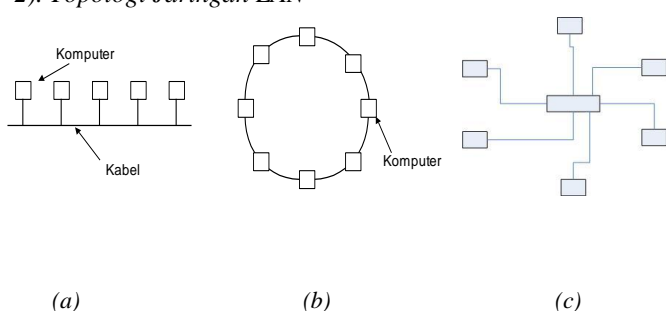 2). Topologi Jaringan LAN
Komputer
Kabel
Komputer
(a) (b) (c)